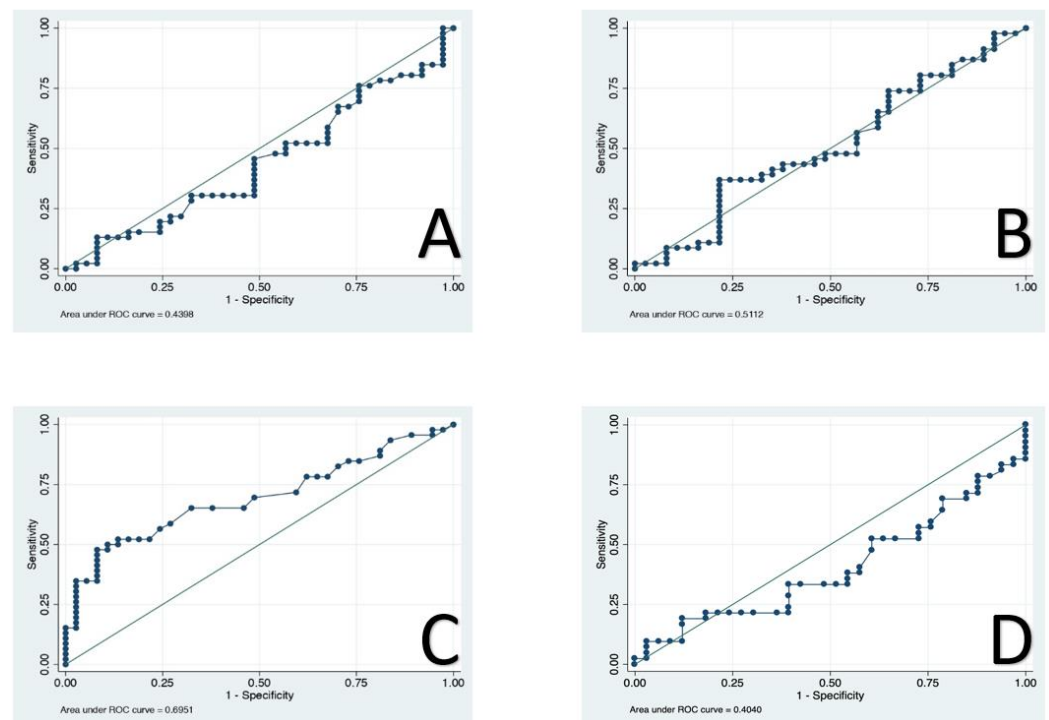 1.00
0.75
0.50
0.25
0.00
Sensitivity
0.00 0.25 0.50 0.75 1.00
1 - Specificity
Area under ROC curve = 0.4398
A
1.00
0.75
0.50
0.25
0.00
Sensitivity
0.00 0.25 0.50 0.75 1.00
1 - Specificity
Area under ROC curve = 0.5112
B
1.00
0.75
0.50
0.25
0.00
Sensitivity
0.00 0.25 0.50 0.75 1.00
1 - Specificity
Area under ROC curve = 0.6951
C
1.00
0.75
0.50
0.25
0.00
Sensitivity
0.00 0.25 0.50 0.75 1.00
1 - Specificity
Area under ROC curve = 0.4040
D